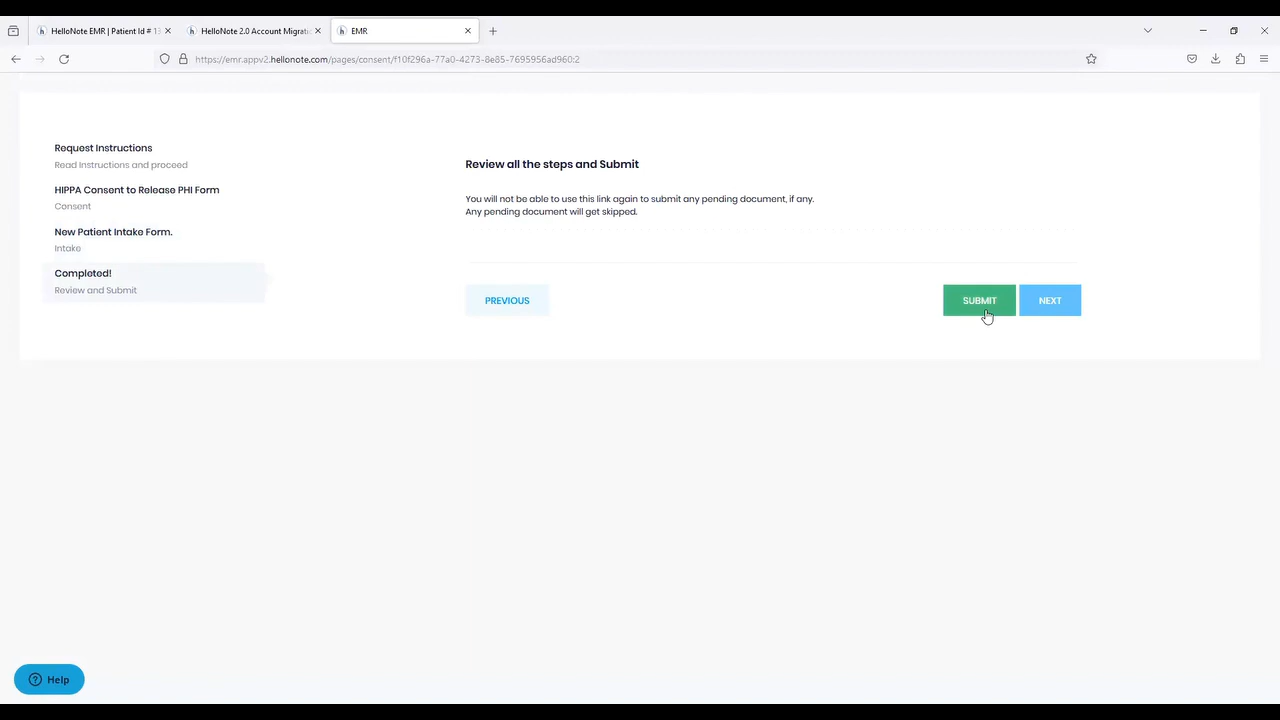 HelloNote EMR | Patient Id # 13
HelloNote 2.0 Account Migrati
EMR
https://emr.appv2.hellonote.com/pages/consent/f10f296a-77a0-4273-8e85-7695956ad960:2
Request Instructions
Read Instructions and proceed
HIPPA Consent to Release PHI Form
Consent
New Patient Intake Form.
Intake
Completed!
Review and Submit
Review all the steps and Submit
You will not be able to use this link again to submit any pending document, if any.
Any pending document will get skipped.
PREVIOUS
SUBMIT
NEXT
Help